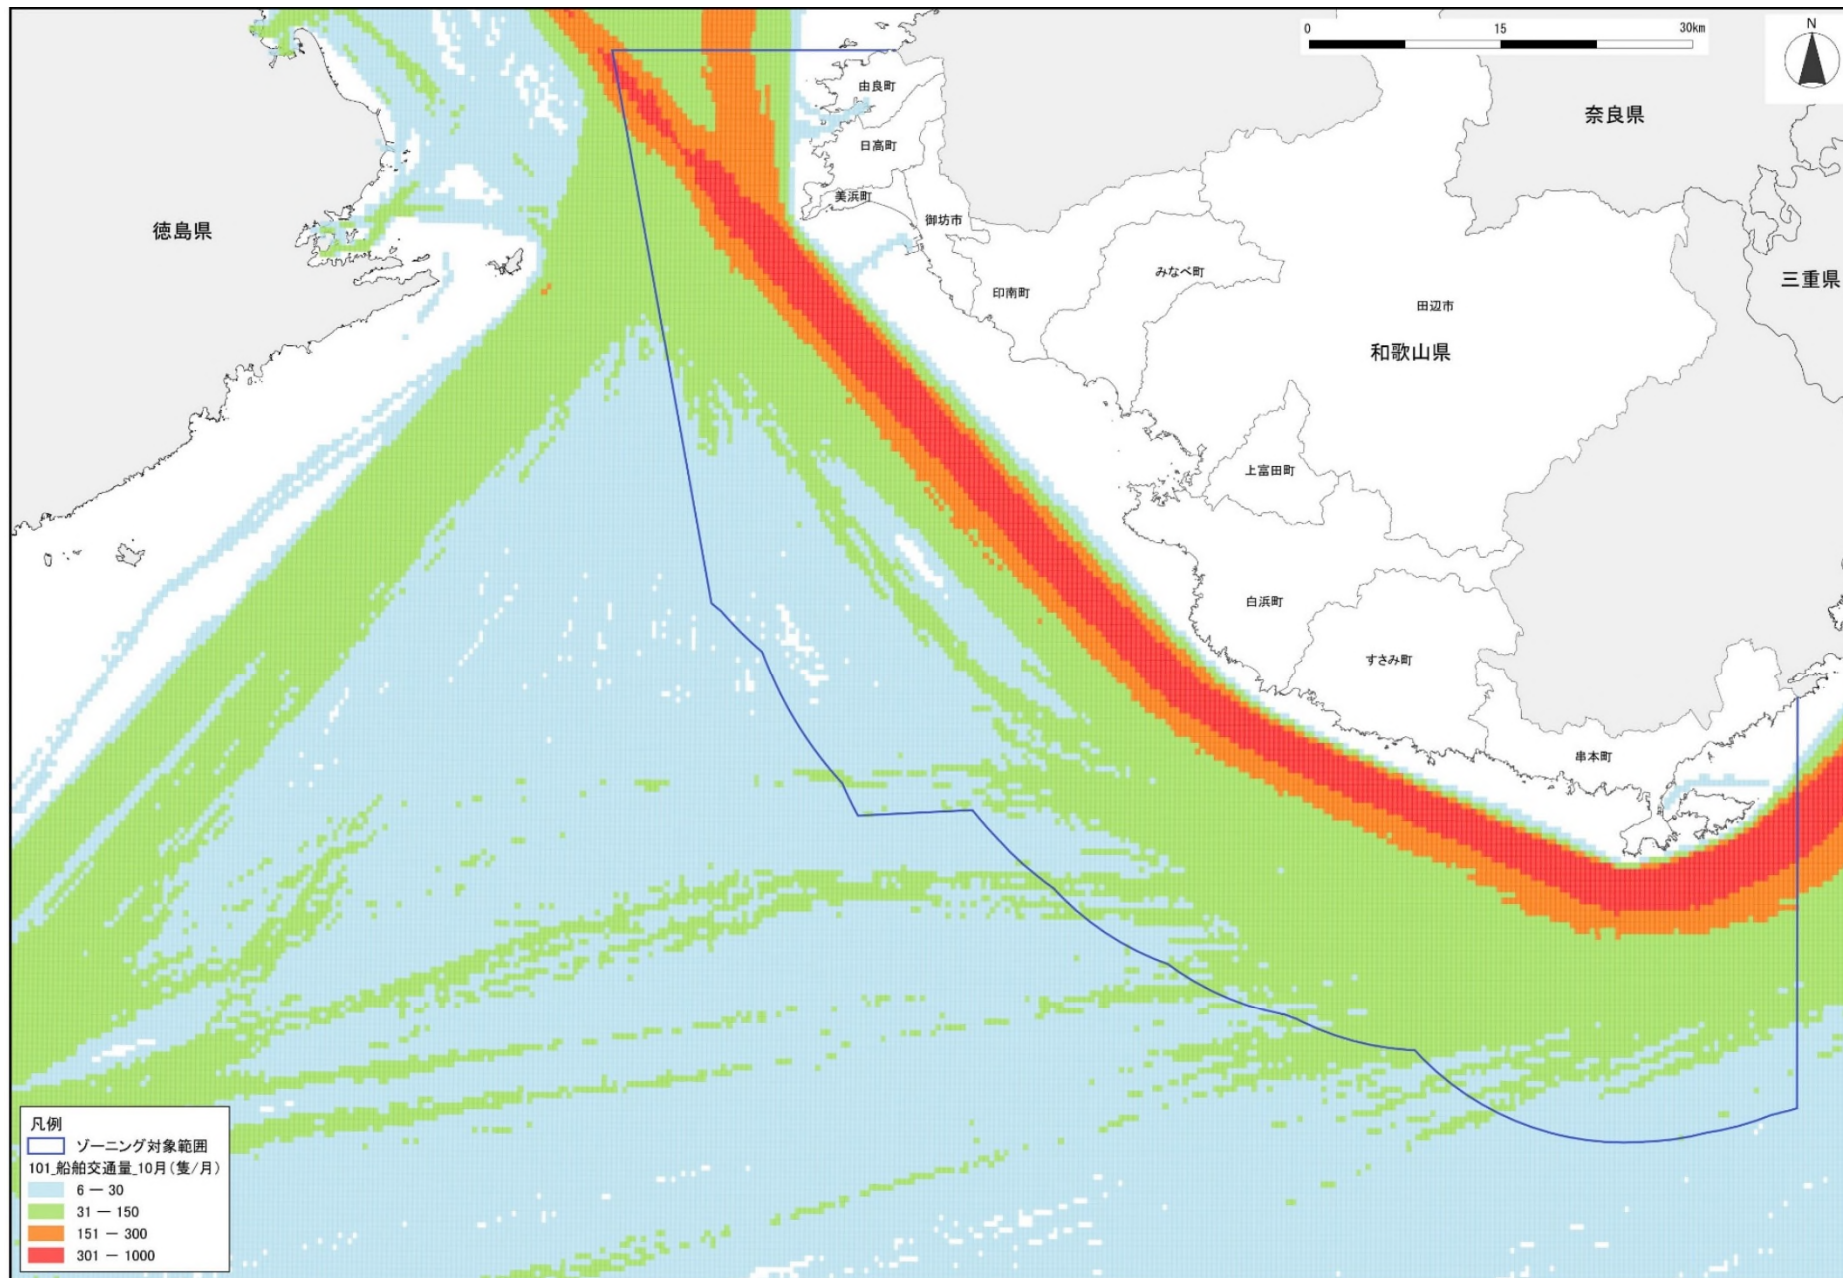 0 15 30km
N
由良町
奈良県
日高町
美浜町
徳島県
御坊市
みなべ町
三重県
印南町
田辺市
和歌山県
上富田町
白浜町
すさみ町
串本町
凡例
ゾーニング対象範囲
101_船舶交通量_10月(隻/月)
6 － 30
31 － 150
151 － 300
301 － 1000